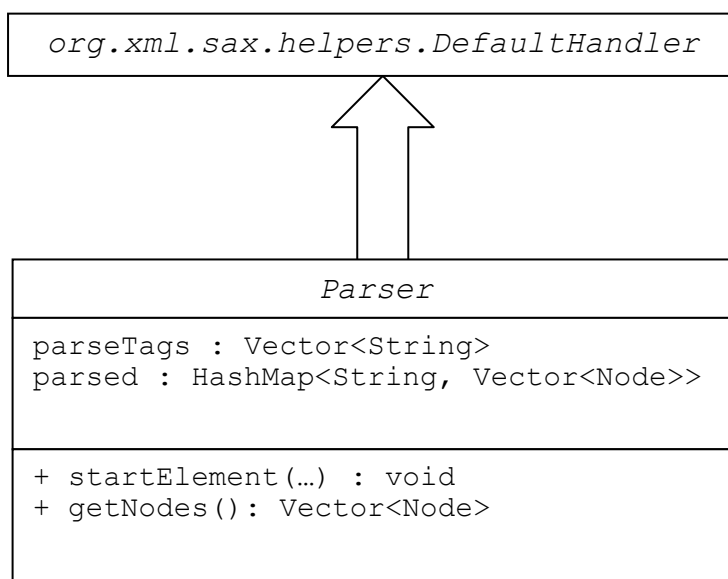 org.xml.sax.helpers.DefaultHandler
Parser
parseTags : Vector<String>
parsed : HashMap<String, Vector<Node>>
+ startElement(…) : void
+ getNodes(): Vector<Node>